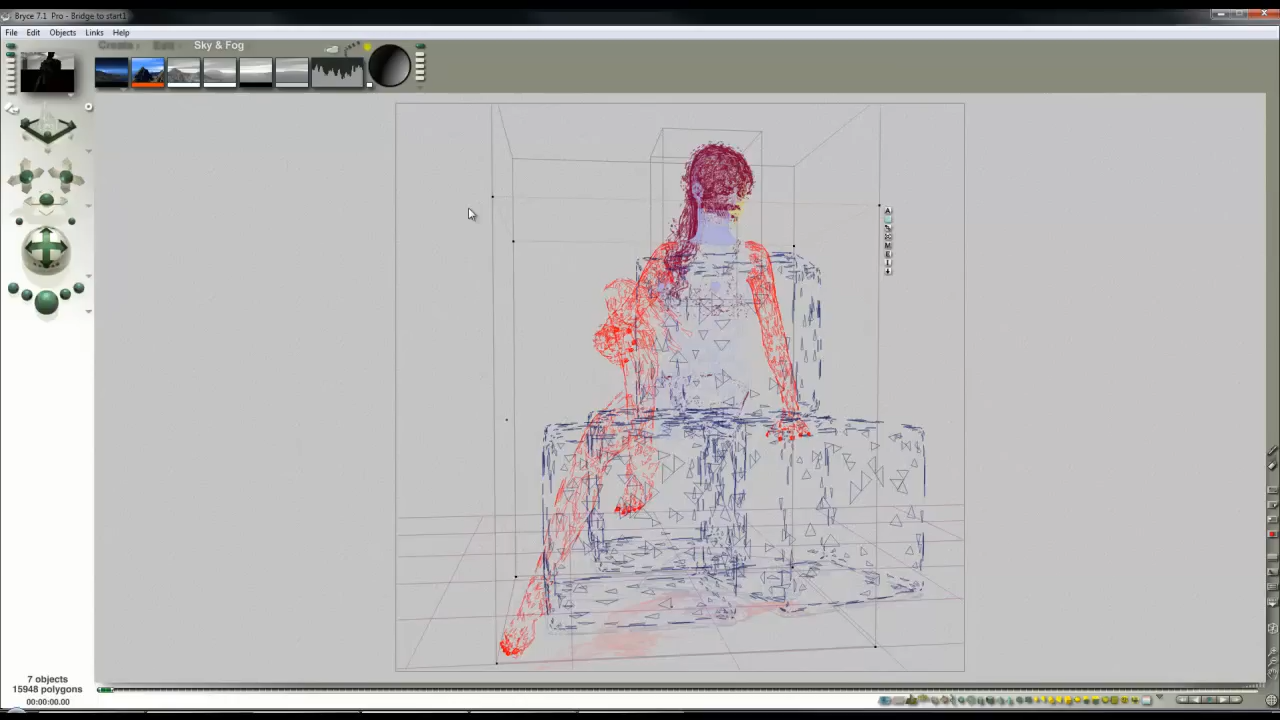 Bryce 7.1 Pro - Bridge to start1
File Edit Objects Links Help
Create Edit Sky & Fog
A
M
7 objects
15948 polygons
00:00:00.00